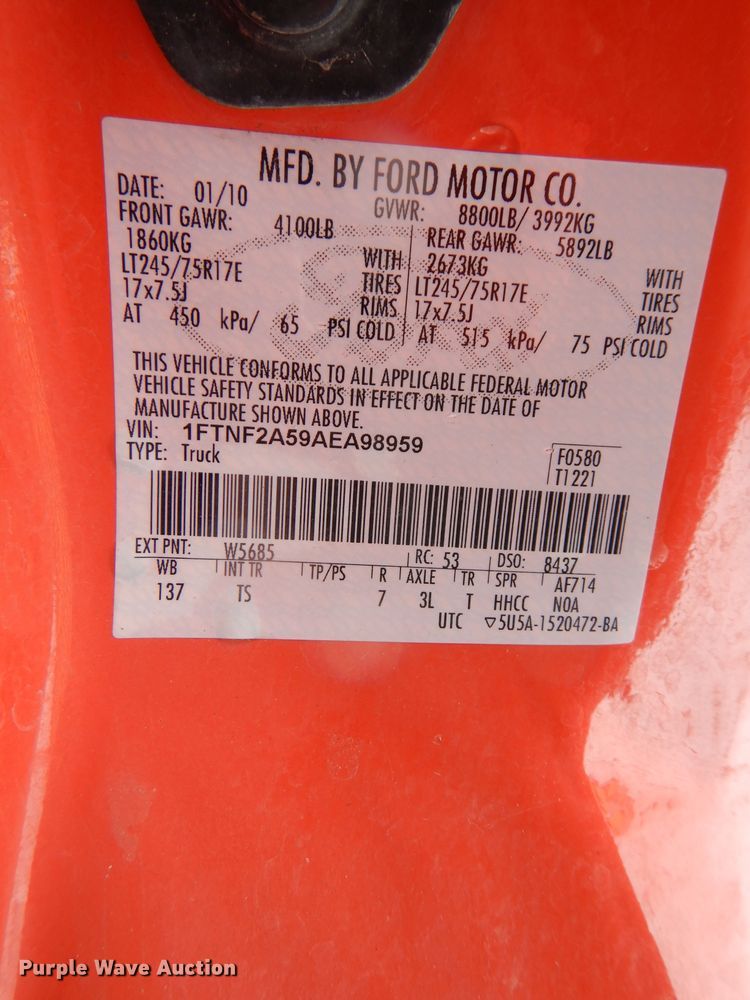 MFD. BY FORD MOTOR CO.
DATE: 01/10 GVWR: 8800LB/ 3992KG
FRONT GAWR: 4100LB REAR GAWR: 5892LB
1860KG WITH 2673KG WITH
LT245/75R17E TIRES LT245/75R17E TIRES
17x7.5J RIMS 17x7.5J RIMS
AT 450 kPa/ 65 PSI COLD AT 515 kPa/ 75 PSI COLD
THIS VEHICLE CONFORMS TO ALL APPLICABLE FEDERAL MOTOR
VEHICLE SAFETY STANDARDS IN EFFECT ON THE DATE OF
MANUFACTURE SHOWN ABOVE.
VIN: 1FTNF2A59AEA98959
TYPE: Truck F0580
T1221
EXT PNT: W5685 RC: 53 DSO: 8437
WB INT TR TP/PS R AXLE TR SPR AF714
137 TS 7 3L T HHCC NOA
UTC ▽5U5A-1520472-BA
Purple Wave Auction